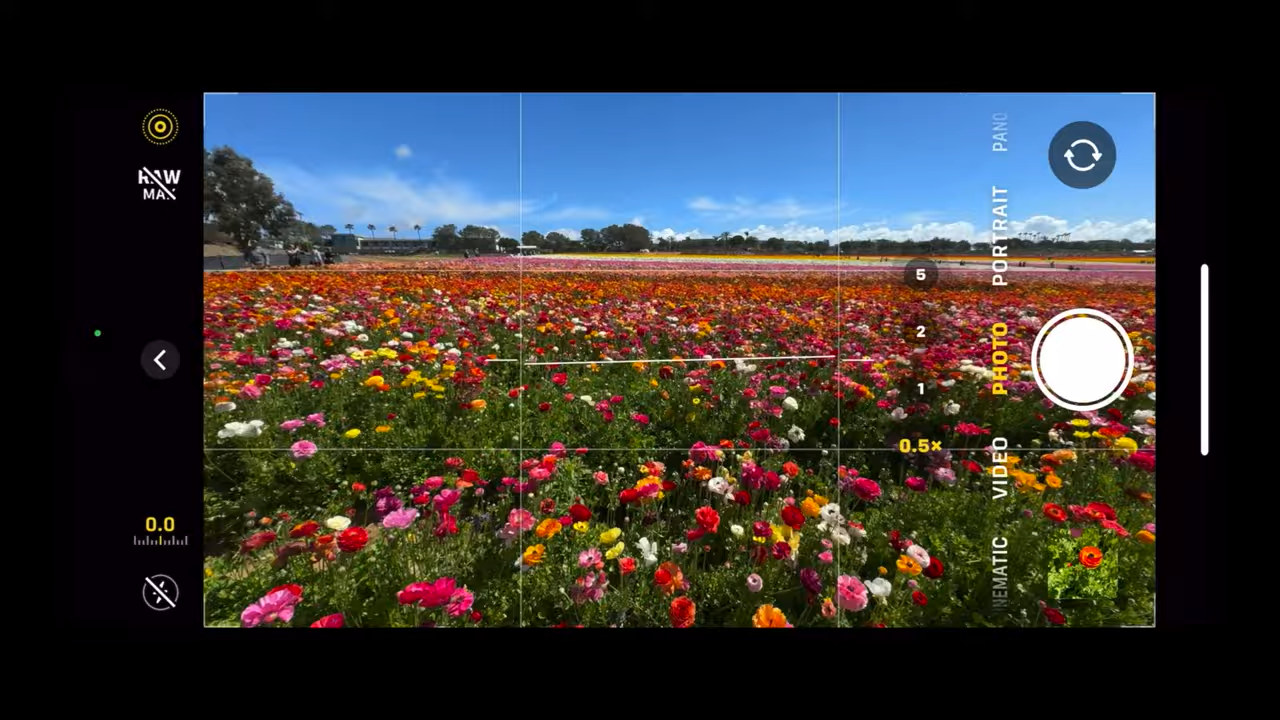 RAW
MAX
0.0
5
2
1
0.5×
PANO
PORTRAIT
PHOTO
VIDEO
NEMATIC